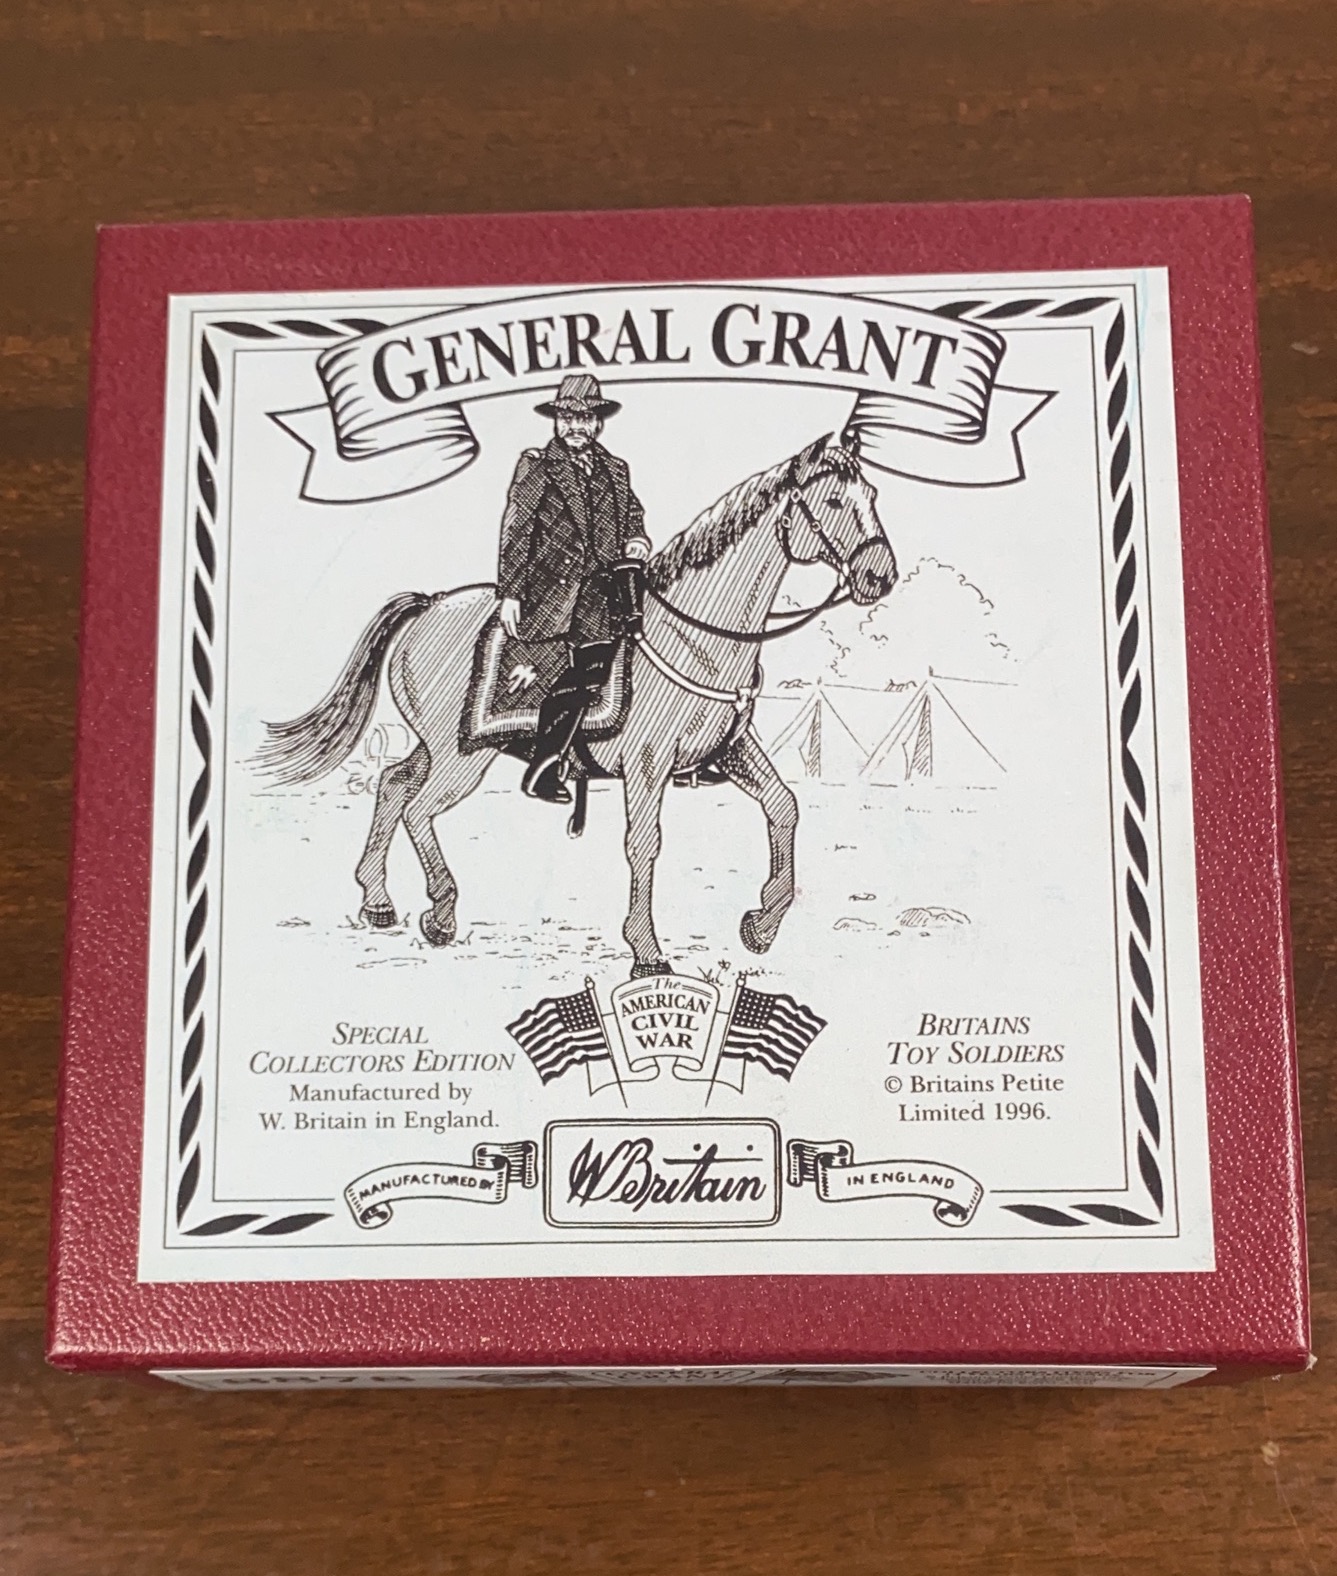 GENERAL GRANT
The
AMERICAN
CIVIL
WAR
SPECIAL
COLLECTORS EDITION
Manufactured by
W. Britain in England.
BRITAINS
TOY SOLDIERS
© Britains Petite
Limited 1996.
MANUFACTURED BY
W Britain
IN ENGLAND